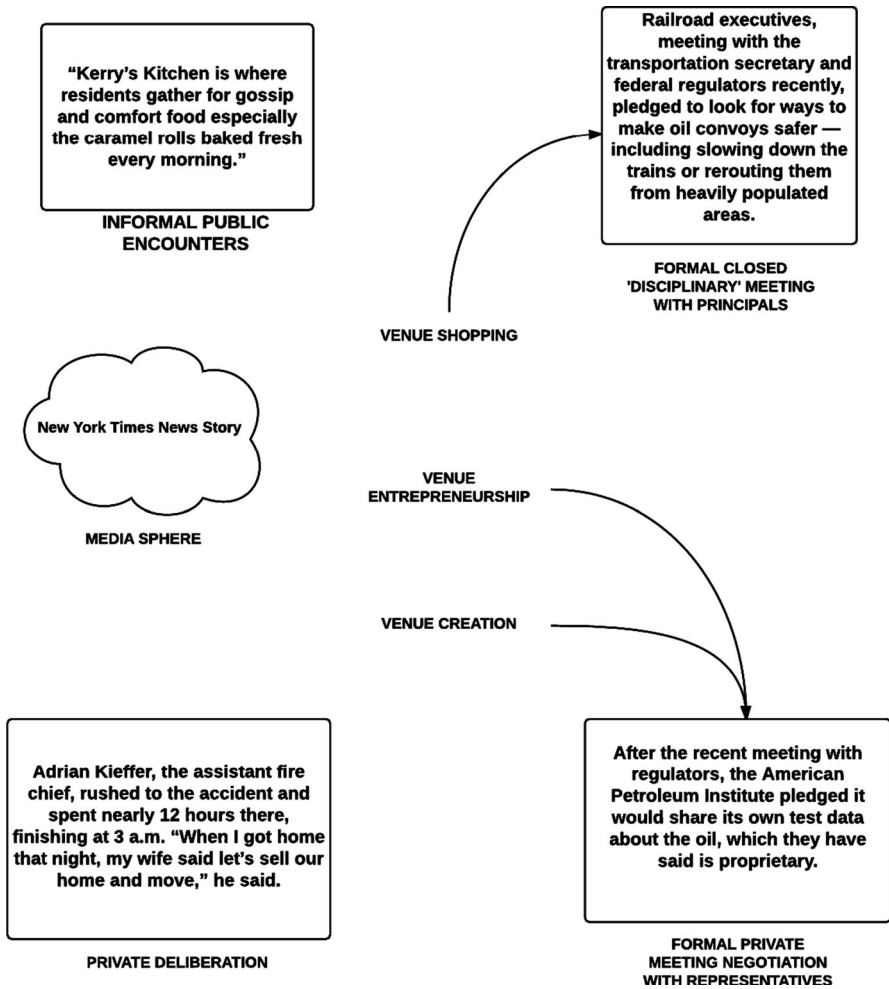 “Kerry’s Kitchen is where
residents gather for gossip
and comfort food especially
the caramel rolls baked fresh
every morning.”
INFORMAL PUBLIC
ENCOUNTERS
Railroad executives,
meeting with the
transportation secretary and
federal regulators recently,
pledged to look for ways to
make oil convoys safer —
including slowing down the
trains or rerouting them
from heavily populated
areas.
FORMAL CLOSED
'DISCIPLINARY' MEETING
WITH PRINCIPALS
VENUE SHOPPING
New York Times News Story
MEDIA SPHERE
VENUE
ENTREPRENEURSHIP
VENUE CREATION
Adrian Kieffer, the assistant fire
chief, rushed to the accident and
spent nearly 12 hours there,
finishing at 3 a.m. “When I got home
that night, my wife said let’s sell our
home and move,” he said.
PRIVATE DELIBERATION
After the recent meeting with
regulators, the American
Petroleum Institute pledged it
would share its own test data
about the oil, which they have
said is proprietary.
FORMAL PRIVATE
MEETING NEGOTIATION
WITH REPRESENTATIVES